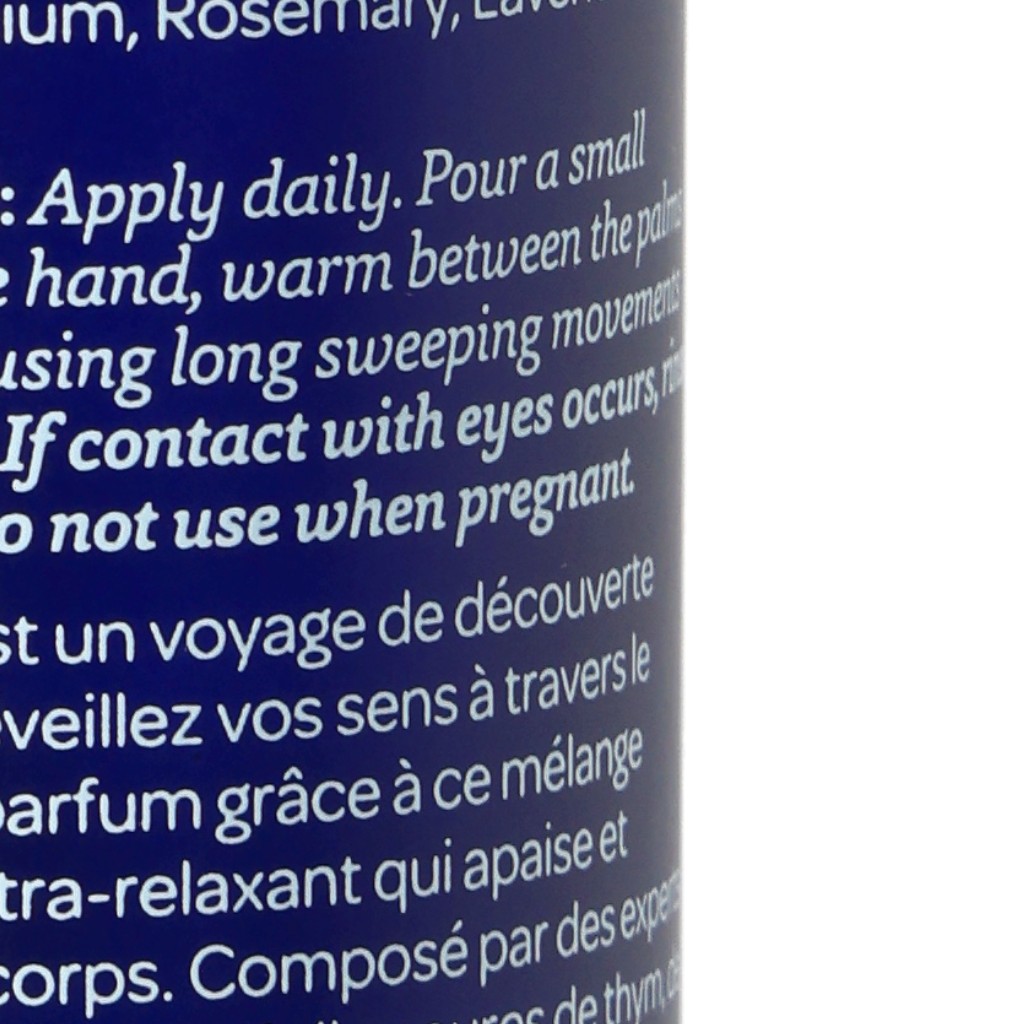 Rosemary,
: Apply daily. Pour a small
hand, warm between the palms
using long sweeping movements
If contact with eyes occurs,
not use when pregnant.
un voyage de découverte
veillez vos sens à travers le
parfum grâce à ce mélange
tra-relaxant qui apaise et
corps. Composé par des
de thym,